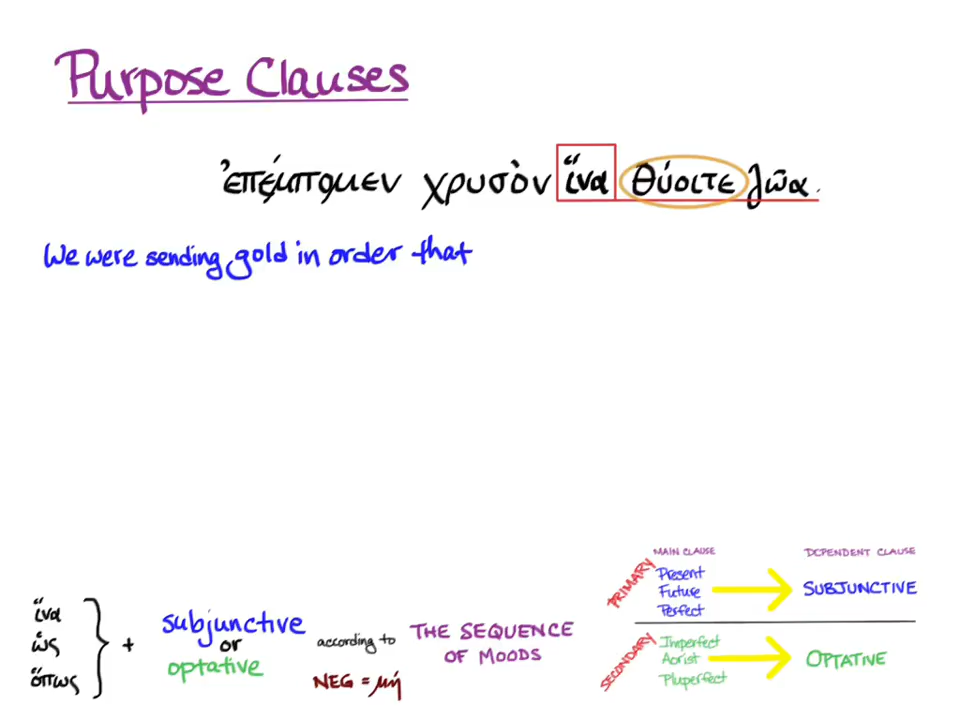 Purpose Clauses
ἐπέμπομεν χρυσὸν ἵνα θύοιτε ζῶα.
We were sending gold in order that
ἵνα
ὡς
ὅπως
+
subjunctive
or
optative
according to
NEG = μή
THE SEQUENCE
OF MOODS
MAIN CLAUSE DEPENDENT CLAUSE
PRIMARY
Present
Future
Perfect
SUBJUNCTIVE
SECONDARY
Imperfect
Aorist
Pluperfect
OPTATIVE